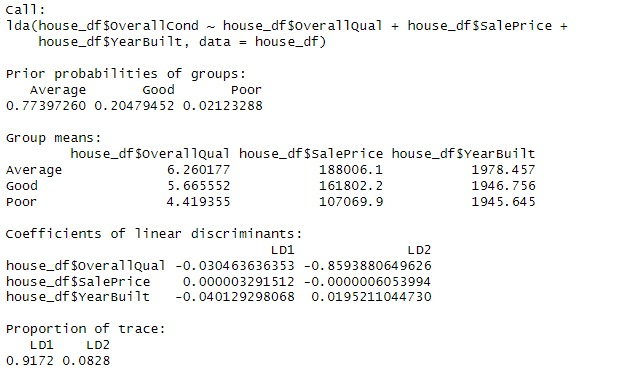 Call:
lda(house_df$OverallCond ~ house_df$OverallQual + house_df$SalePrice +
    house_df$YearBuilt, data = house_df)

Prior probabilities of groups:
   Average       Good       Poor
0.77397260 0.20479452 0.02123288

Group means:
        house_df$OverallQual house_df$SalePrice house_df$YearBuilt
Average             6.260177           188006.1           1978.457
Good                5.665552           161802.2           1946.756
Poor                4.419355           107069.9           1945.645

Coefficients of linear discriminants:
                                 LD1              LD2
house_df$OverallQual -0.030463636353 -0.8593880649626
house_df$SalePrice    0.000003291512 -0.0000006053994
house_df$YearBuilt   -0.040129298068  0.0195211044730

Proportion of trace:
   LD1    LD2
0.9172 0.0828